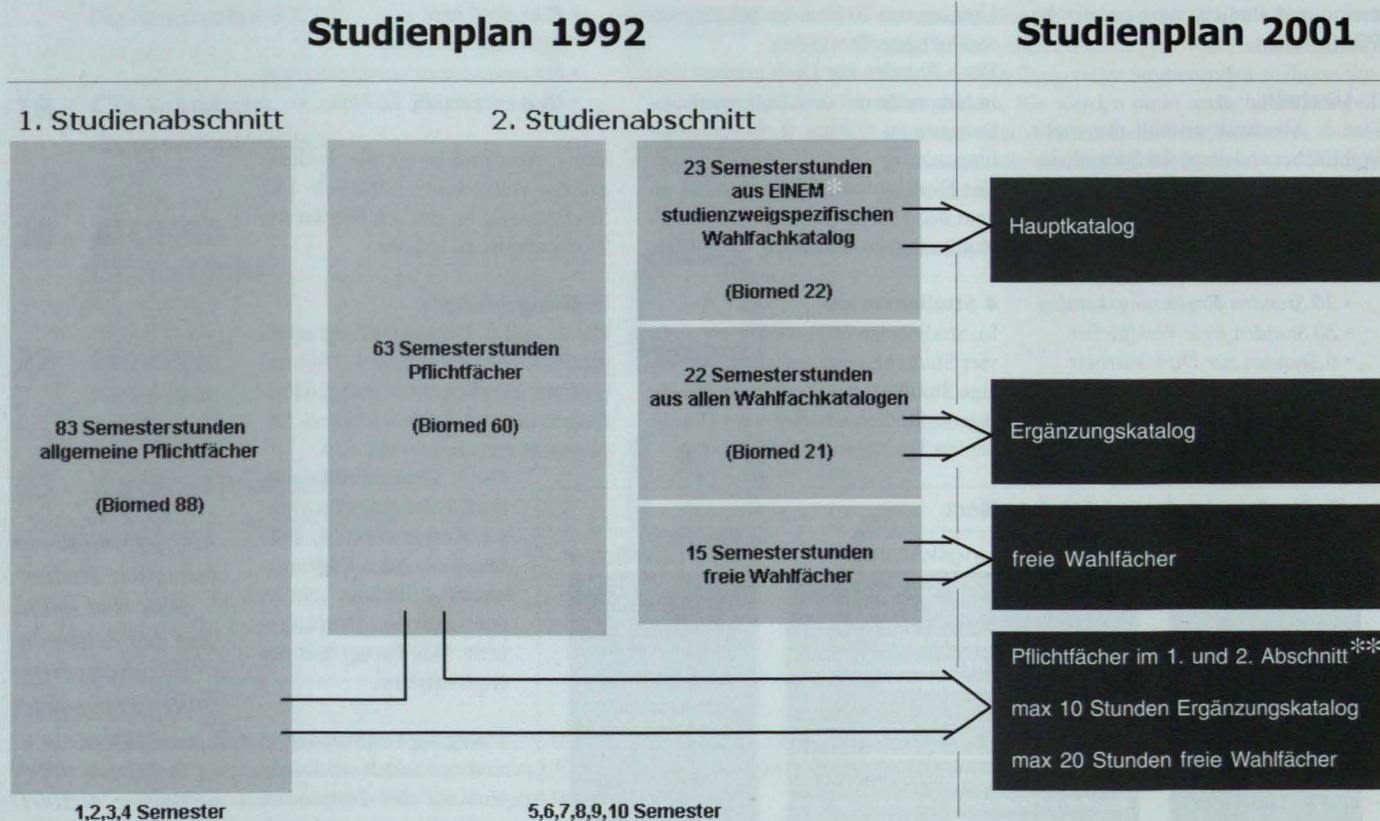 Studienplan 1992
Studienplan 2001
1. Studienabschnitt
2. Studienabschnitt
83 Semesterstunden
allgemeine Pflichtfächer
(Biomed 88)
1,2,3,4 Semester
63 Semesterstunden
Pflichtfächer
(Biomed 60)
23 Semesterstunden
aus EINEM*
studienzweigspezifischen
Wahlfachkatalog
(Biomed 22)
22 Semesterstunden
aus allen Wahlfachkatalogen
(Biomed 21)
15 Semesterstunden
freie Wahlfächer
5,6,7,8,9,10 Semester
Hauptkatalog
Ergänzungskatalog
freie Wahlfächer
Pflichtfächer im 1. und 2. Abschnitt**
max 10 Stunden Ergänzungskatalog
max 20 Stunden freie Wahlfächer